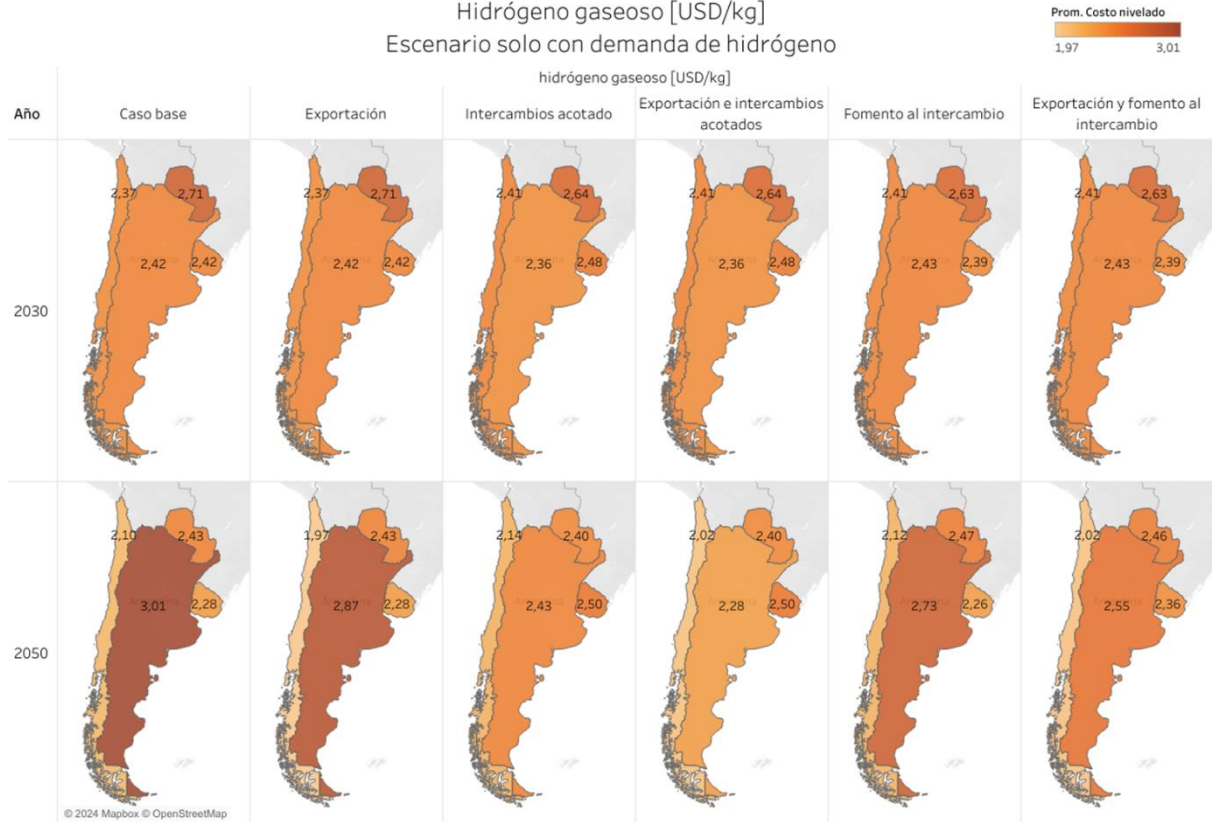 Hidrógeno gaseoso [USD/kg]
Escenario solo con demanda de hidrógeno
Prom. Costo nivelado
1,97 3,01
hidrógeno gaseoso [USD/kg]
Año Caso base Exportación Intercambios acotado Exportación e intercambios acotados Fomento al intercambio Exportación y fomento al intercambio
2,37 2,71 2,37 2,71 2,41 2,64 2,41 2,64 2,41 2,63 2,41 2,63
2,42 2,42 2,42 2,42 2,36 2,48 2,36 2,48 2,43 2,39 2,43 2,39
2030
2,10 2,43 1,97 2,43 2,14 2,40 2,02 2,40 2,12 2,47 2,02 2,46
3,01 2,28 2,87 2,28 2,43 2,50 2,28 2,50 2,73 2,26 2,55 2,36
2050
© 2024 Mapbox © OpenStreetMap